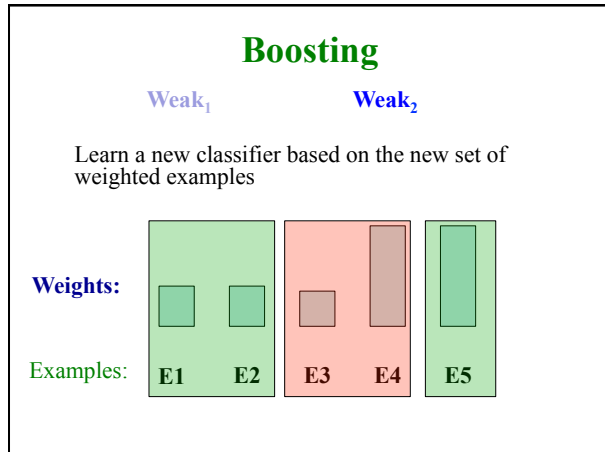 Boosting
Weak₁ Weak₂
Learn a new classifier based on the new set of
weighted examples
Weights:
Examples: E1 E2 E3 E4 E5